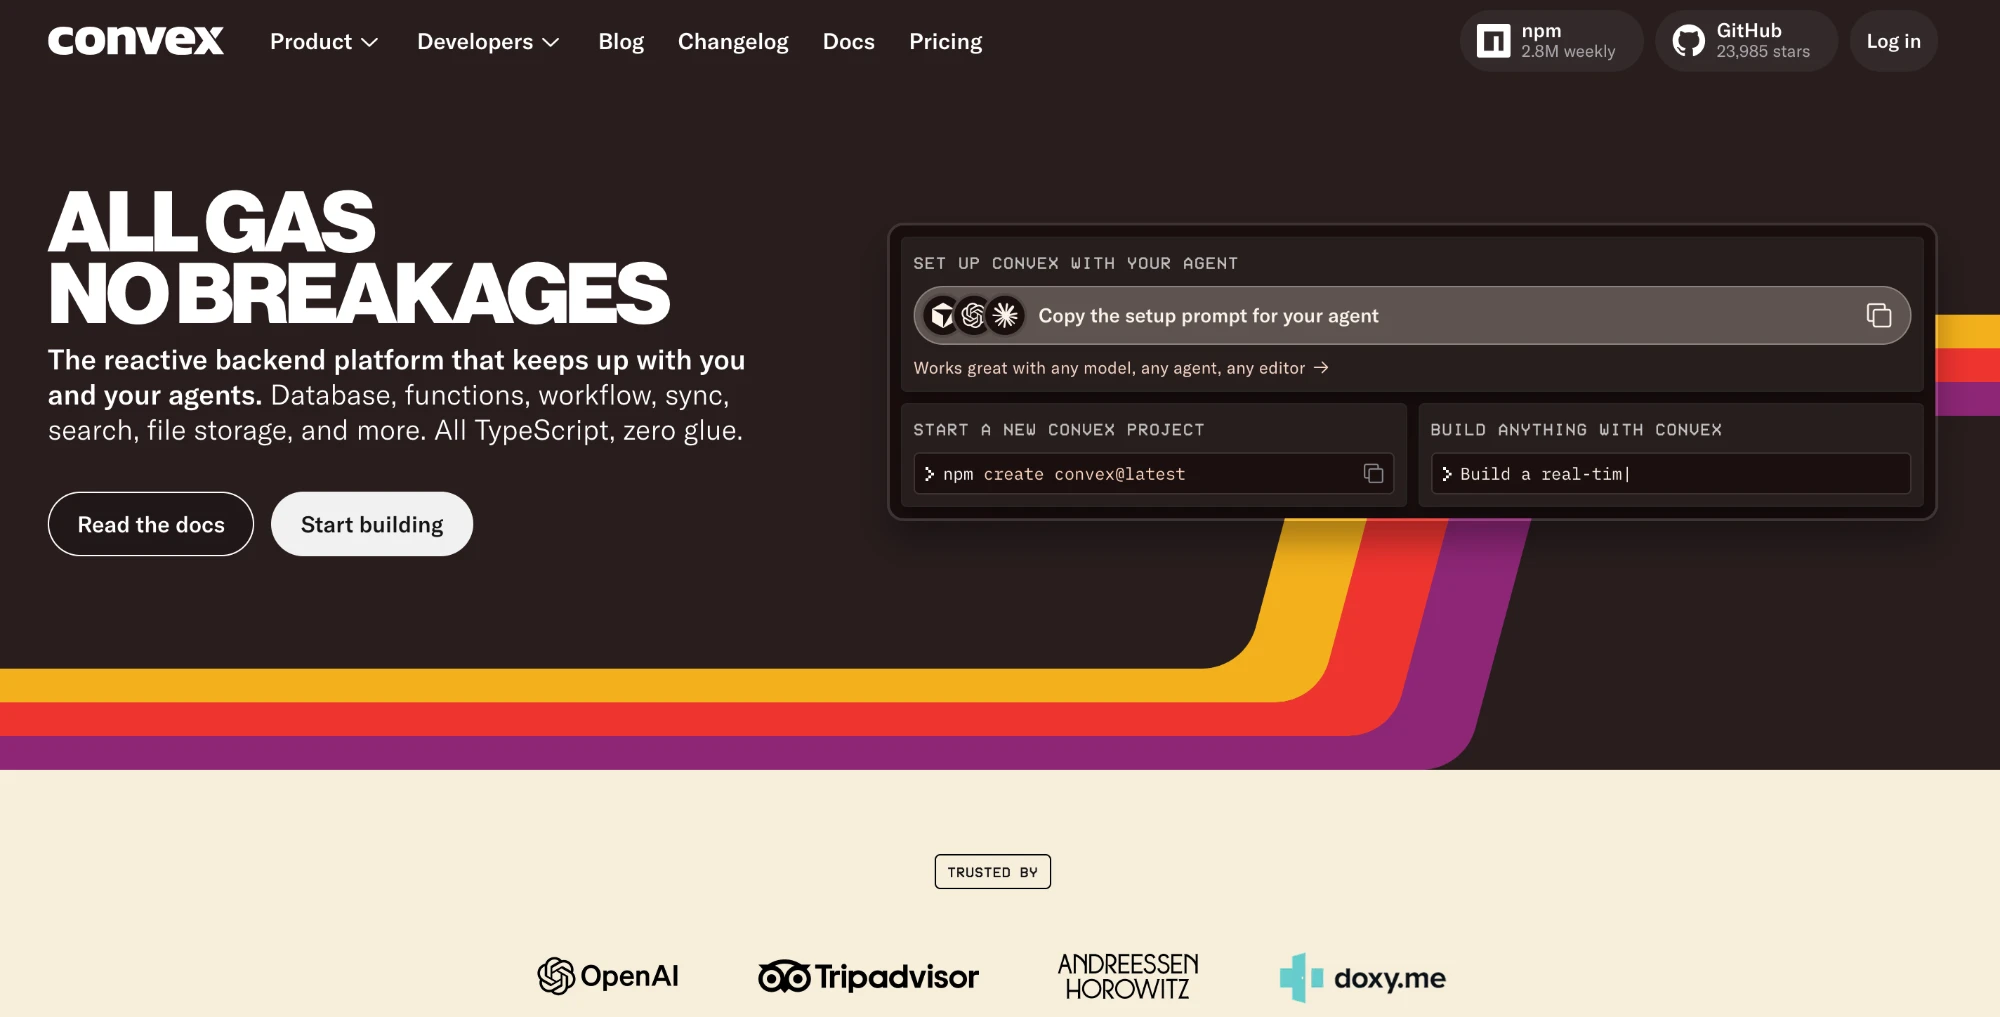 convex
Product
Developers
Blog
Changelog
Docs
Pricing
npm
2.8M weekly
GitHub
23,985 stars
Log in
ALL GAS
NO BREAKAGES
The reactive backend platform that keeps up with you
and your agents. Database, functions, workflow, sync,
search, file storage, and more. All TypeScript, zero glue.
Read the docs
Start building
SET UP CONVEX WITH YOUR AGENT
Copy the setup prompt for your agent
Works great with any model, any agent, any editor →
START A NEW CONVEX PROJECT
npm create convex@latest
BUILD ANYTHING WITH CONVEX
Build a real-tim
TRUSTED BY
OpenAI
Tripadvisor
ANDREESSEN
HOROWITZ
doxy.me